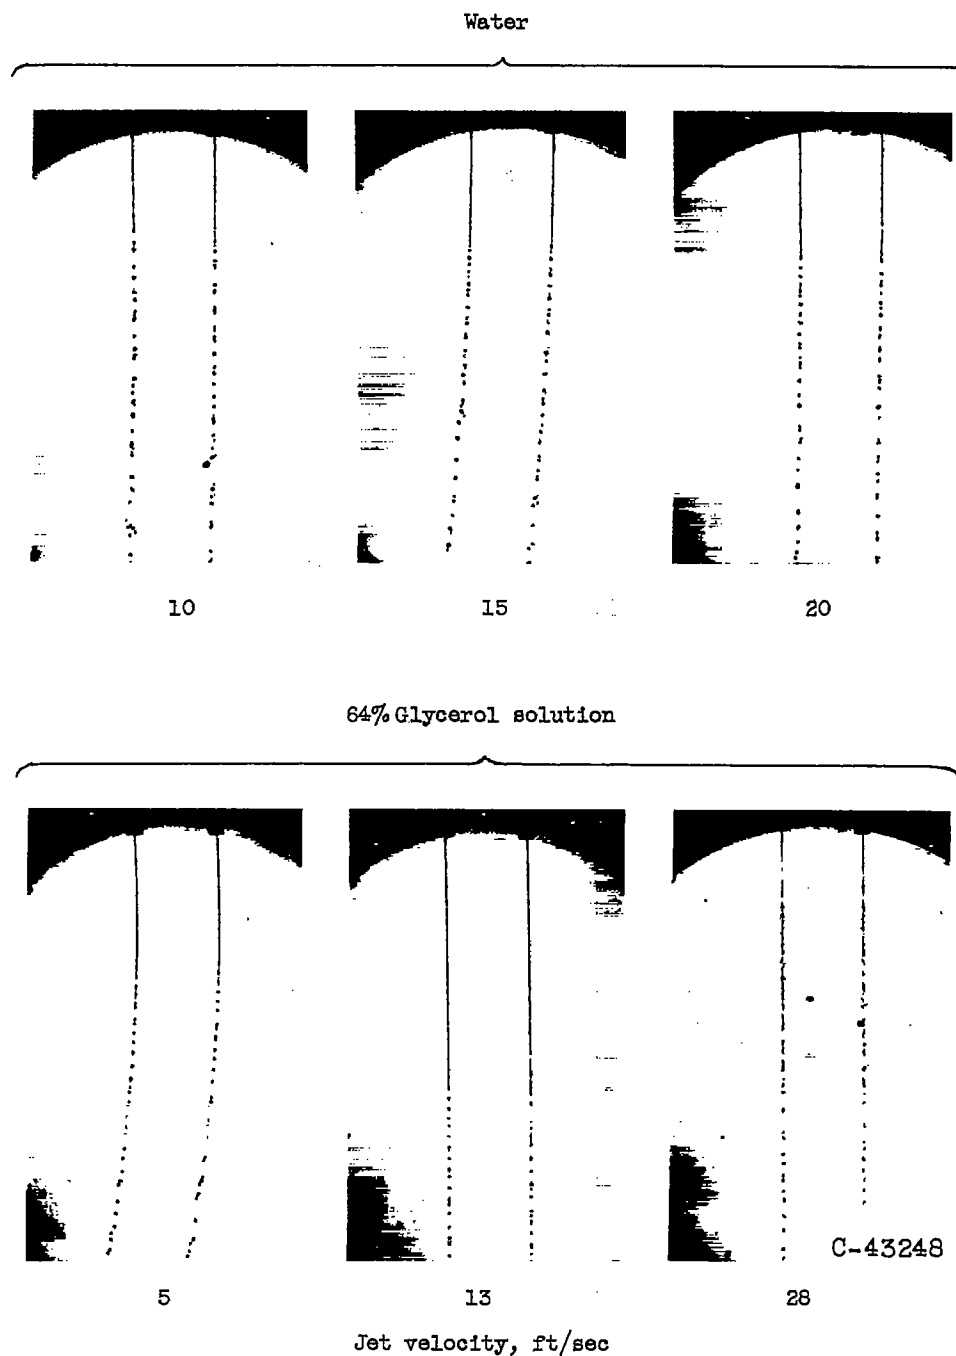 Water
10 15 20
64% Glycerol solution
C-43248
5 13 28
Jet velocity, ft/sec